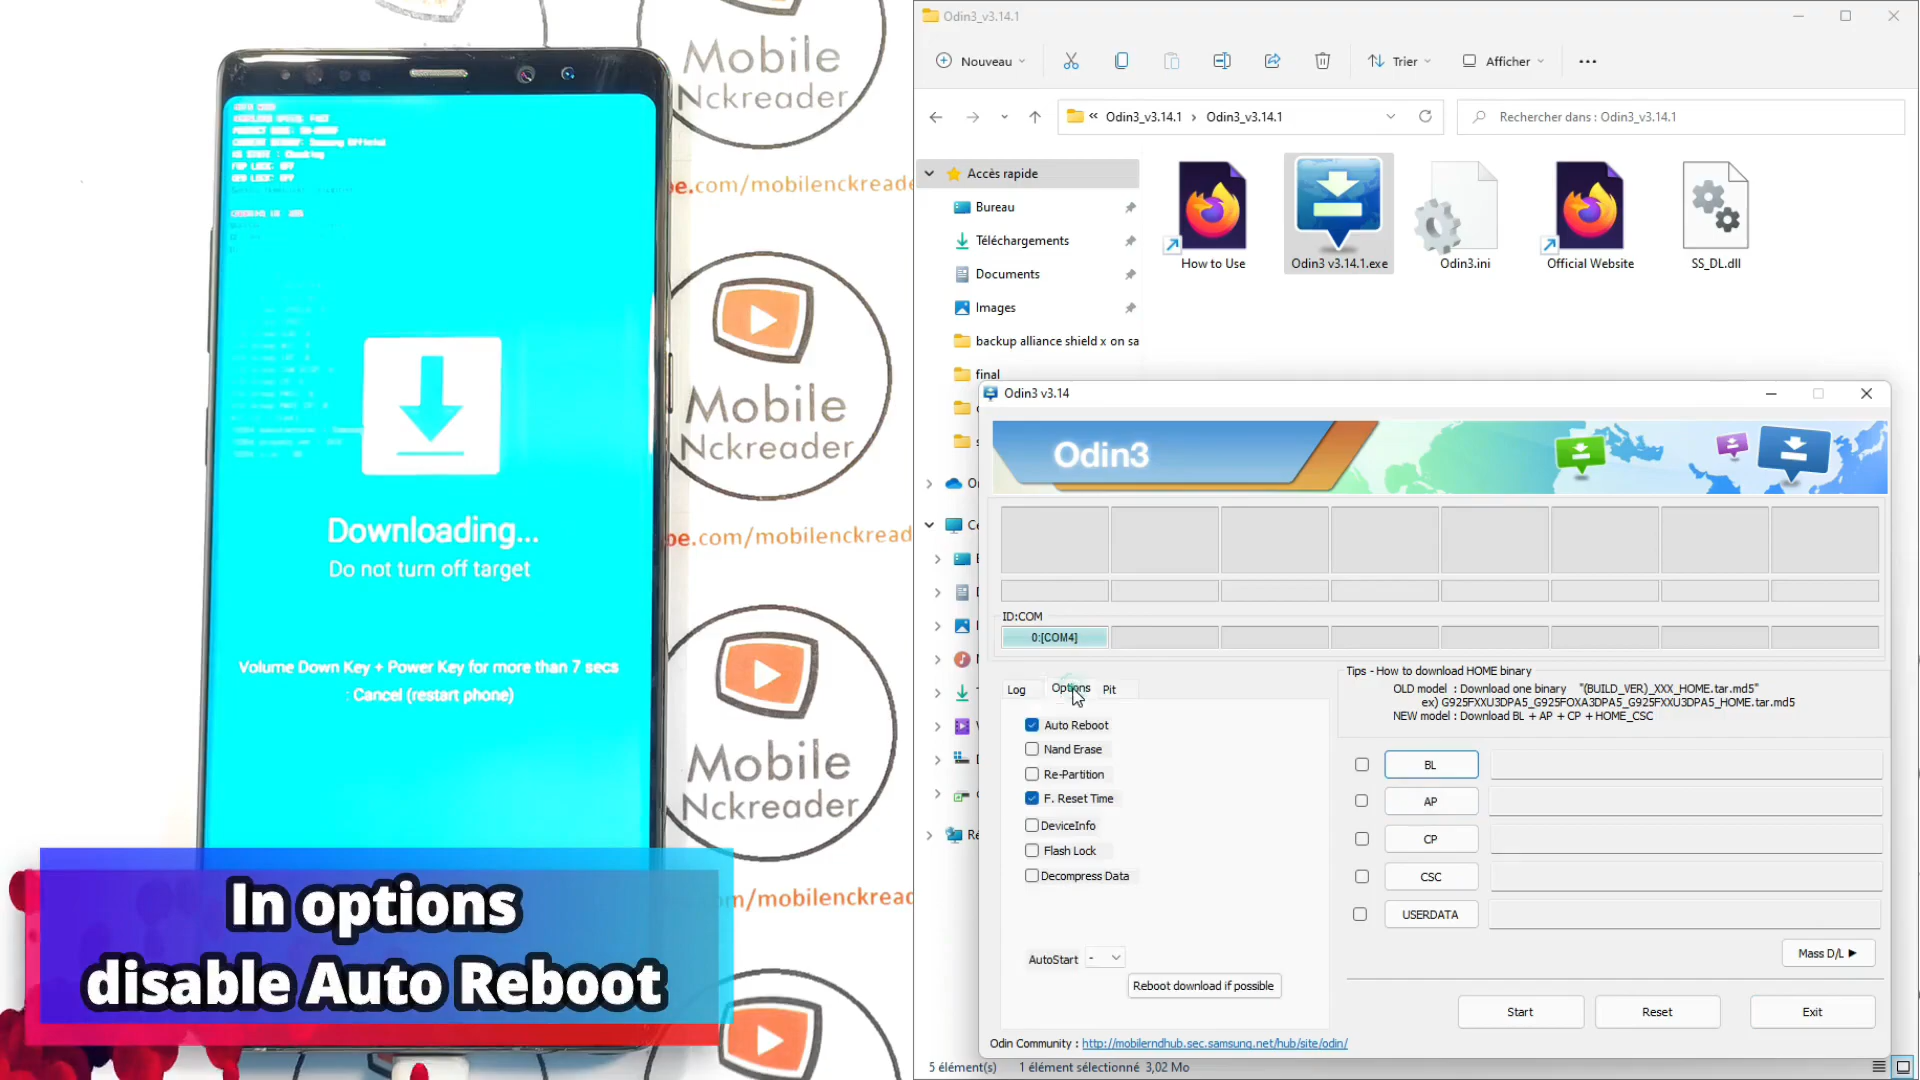 Mobile
Nckreader
be.com/mobilenckreade
Mobile
Nckreader
be.com/mobilenckread
Mobile
Nckreader
m/mobilenckread
FRP LOCK: OFF
OEM LOCK: OFF
Downloading...
Do not turn off target
Volume Down Key + Power Key for more than 7 secs
: Cancel (restart phone)
In options
disable Auto Reboot
Odin3_v3.14.1
Nouveau
Trier
Afficher
Odin3_v3.14.1 > Odin3_v3.14.1
Rechercher dans : Odin3_v3.14.1
Accès rapide
Bureau
Téléchargements
Documents
Images
backup alliance shield x on sa
final
How to Use
Odin3 v3.14.1.exe
Odin3.ini
Official Website
SS_DL.dll
Odin3 v3.14
Odin3
ID:COM
0:[COM4]
Log
Options
Pit
Auto Reboot
Nand Erase
Re-Partition
F. Reset Time
DeviceInfo
Flash Lock
Decompress Data
AutoStart
-
Reboot download if possible
Tips - How to download HOME binary
OLD model : Download one binary "(BUILD_VER)_XXX_HOME.tar.md5"
ex) G925FXXU3DPA5_G925FOXA3DPA5_G925FXXU3DPA5_HOME.tar.md5
NEW model : Download BL + AP + CP + HOME_CSC
BL
AP
CP
CSC
USERDATA
Mass D/L
Start
Reset
Exit
Odin Community : http://mobilerndhub.sec.samsung.net/hub/site/odin/
5 élément(s)
1 élément sélectionné 3,02 Mo